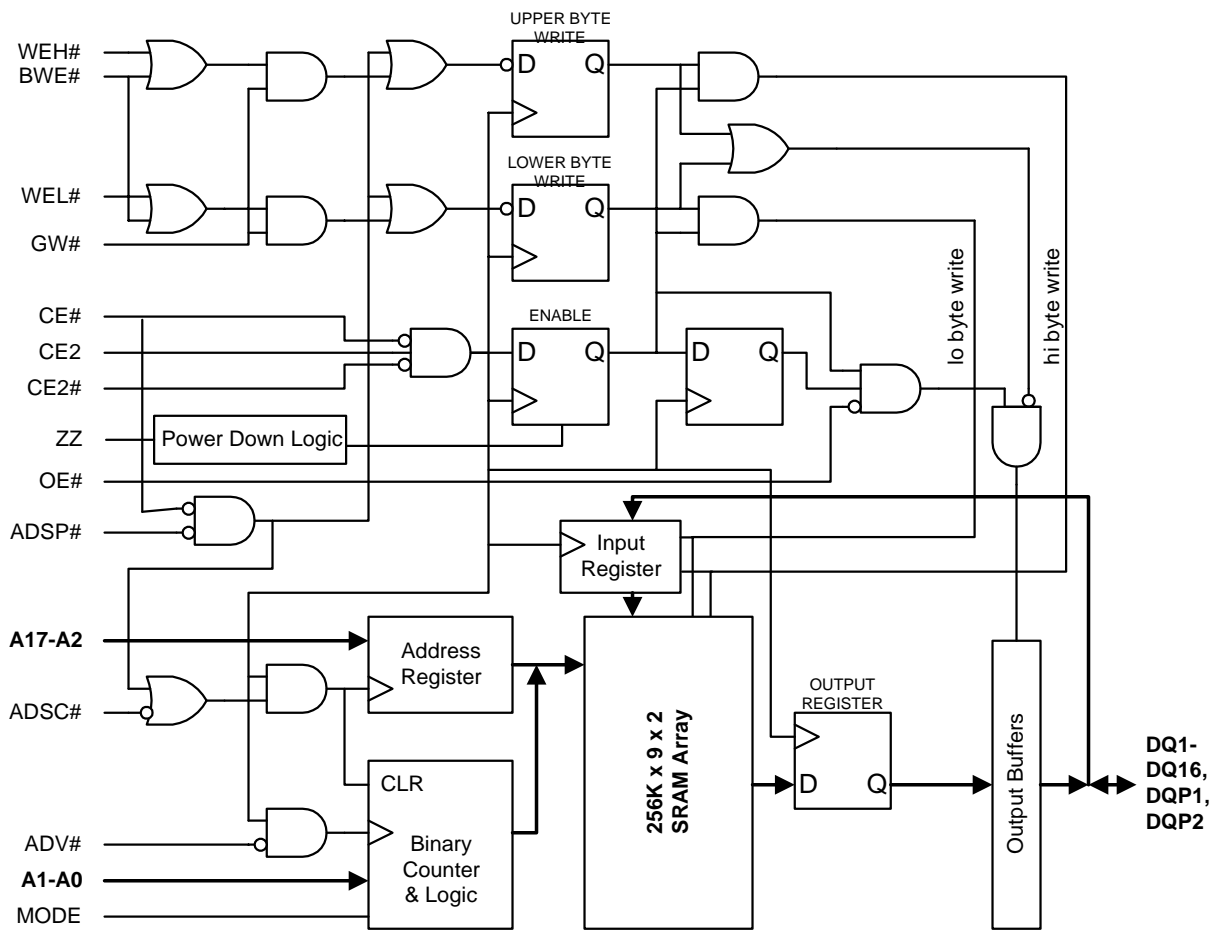 UPPER BYTE
WRITE
WEH#
BWE#
D
Q
LOWER BYTE
WRITE
WEL#
D
Q
GW#
lo byte write
hi byte write
CE#
ENABLE
CE2
D
Q
D
Q
CE2#
ZZ
Power Down Logic
OE#
ADSP#
Input
Register
A17-A2
Address
Register
ADSC#
OUTPUT
REGISTER
256K x 9 x 2
SRAM Array
CLR
D
Q
Output Buffers
DQ1-
DQ16,
DQP1,
DQP2
ADV#
Binary
Counter
& Logic
A1-A0
MODE